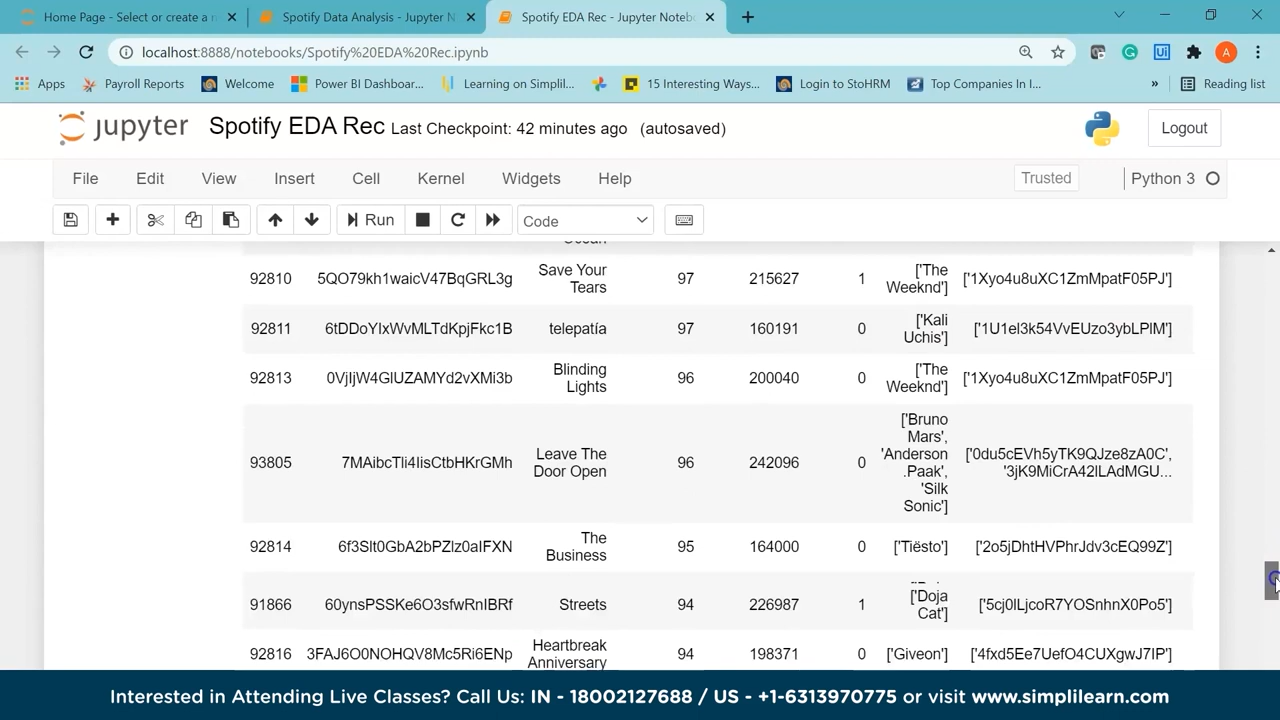 Home Page - Select or create a n
Spotify Data Analysis - Jupyter N
Spotify EDA Rec - Jupyter Notebo
localhost:8888/notebooks/Spotify%20EDA%20Rec.ipynb
A
Apps
Payroll Reports
Welcome
Power BI Dashboar...
Learning on Simplil...
15 Interesting Ways...
Login to StoHRM
Top Companies In I...
»
Reading list
jupyter
Spotify EDA Rec Last Checkpoint: 42 minutes ago (autosaved)
Logout
File Edit View Insert Cell Kernel Widgets Help
Trusted
Python 3
Run
Code
Ocean
92810 5QO79kh1waicV47BqGRL3g Save Your Tears 97 215627 1 ['The Weeknd'] ['1Xyo4u8uXC1ZmMpatF05PJ']
92811 6tDDoYIxWvMLTdKpjFkc1B telepatía 97 160191 0 ['Kali Uchis'] ['1U1el3k54VvEUzo3ybLPlM']
92813 0VjIjW4GlUZAMYd2vXMi3b Blinding Lights 96 200040 0 ['The Weeknd'] ['1Xyo4u8uXC1ZmMpatF05PJ']
93805 7MAibcTli4IisCtbHKrGMh Leave The Door Open 96 242096 0 ['Bruno Mars', 'Anderson .Paak', 'Silk Sonic'] ['0du5cEVh5yTK9QJze8zA0C', '3jK9MiCrA42lLAdMGU...
92814 6f3Slt0GbA2bPZlz0aIFXN The Business 95 164000 0 ['Tiësto'] ['2o5jDhtHVPhrJdv3cEQ99Z']
91866 60ynsPSSKe6O3sfwRnIBRf Streets 94 226987 1 ['Doja Cat'] ['5cj0lLjcoR7YOSnhnX0Po5']
92816 3FAJ6O0NOHQV8Mc5Ri6ENp Heartbreak Anniversary 94 198371 0 ['Giveon'] ['4fxd5Ee7UefO4CUXgwJ7IP']
Interested in Attending Live Classes? Call Us: IN - 18002127688 / US - +1-6313970775 or visit www.simplilearn.com